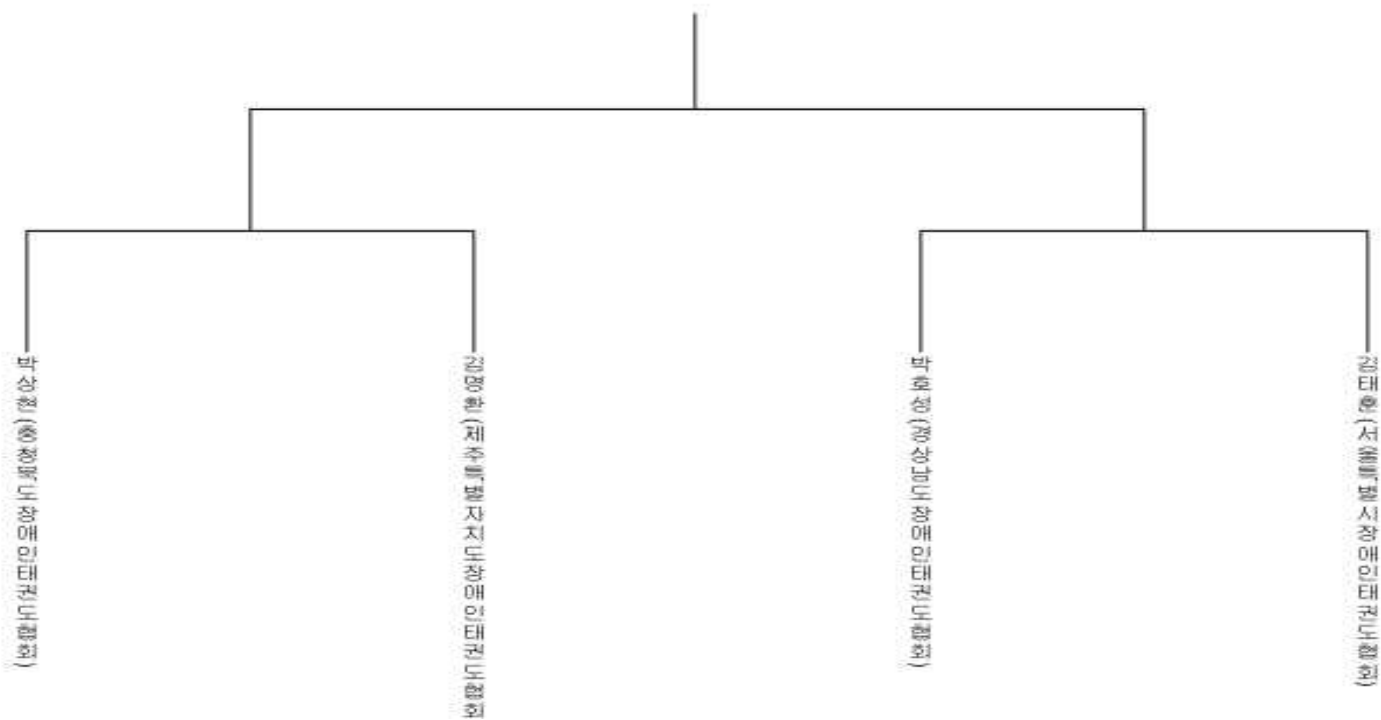 박상현(충청북도장애인태권도협회)
김명환(제주특별자치도장애인태권도협회
박호성(경상남도장애인태권도협회)
김태훈(서울특별시장애인태권도협회)